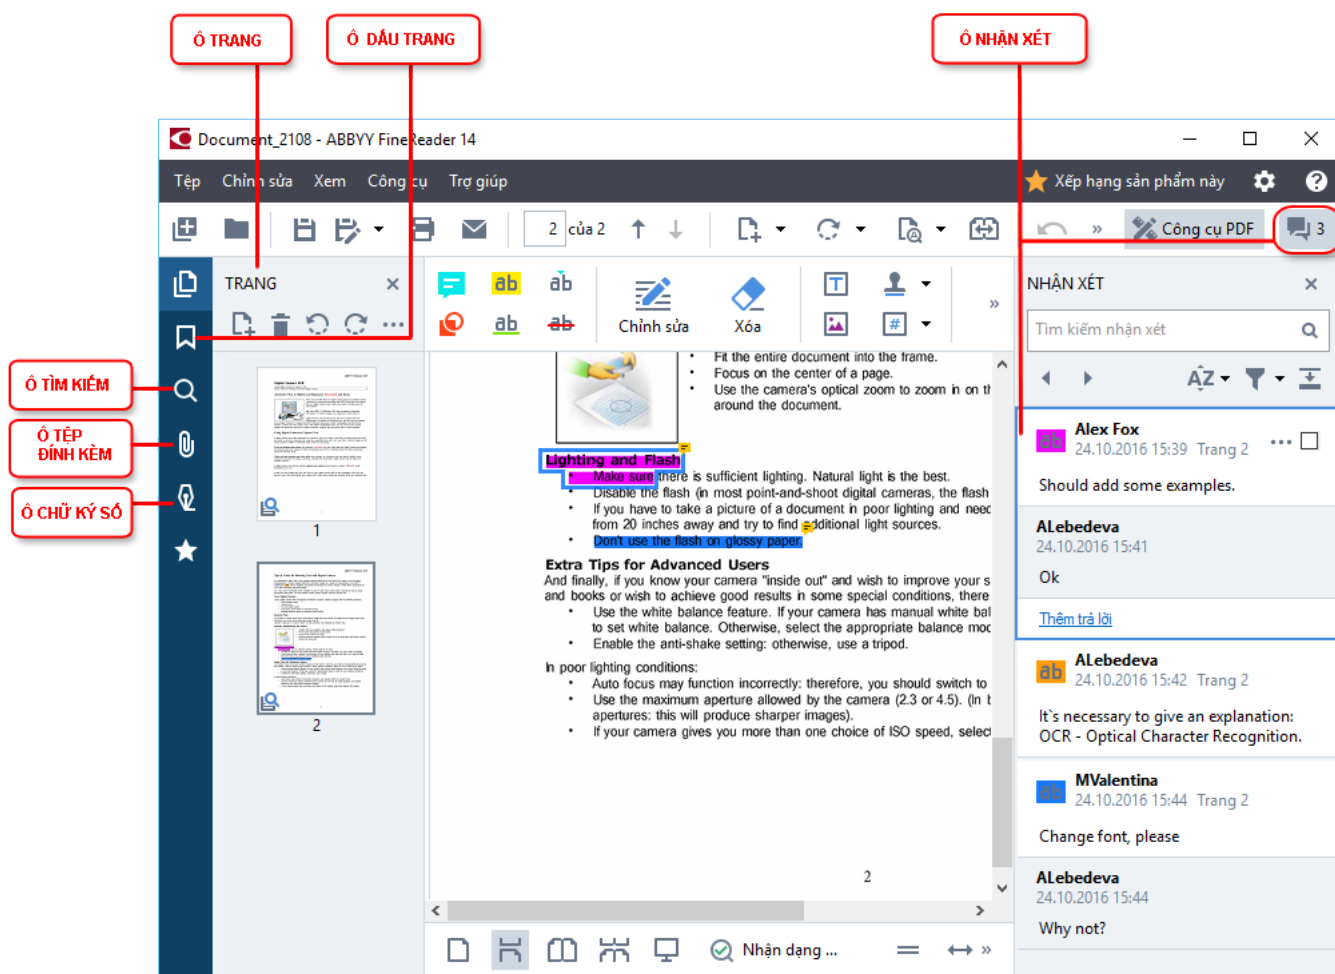 Ô TRANG
Ô DẤU TRANG
Ô NHẬN XÉT
Document_2108 - ABBYY FineReader 14
Tệp Chỉnh sửa Xem Công cụ Trợ giúp
Xếp hạng sản phẩm này
2 của 2
» Công cụ PDF 3
TRANG
ab ab
ab ab
Chỉnh sửa
Xóa
T
#
»
NHẬN XÉT
Tìm kiếm nhận xét
AZ
Ô TÌM KIẾM
Ô TỆP
ĐÍNH KÈM
Ô CHỮ KÝ SỐ
1
2
• Fit the entire document into the frame.
• Focus on the center of a page.
• Use the camera's optical zoom to zoom in on th
around the document.
Lighting and Flash
• Make sure there is sufficient lighting. Natural light is the best.
• Disable the flash (in most point-and-shoot digital cameras, the flash
• If you have to take a picture of a document in poor lighting and need
from 20 inches away and try to find additional light sources.
• Don't use the flash on glossy paper.
Extra Tips for Advanced Users
And finally, if you know your camera "inside out" and wish to improve your s
and books or wish to achieve good results in some special conditions, there
• Use the white balance feature. If your camera has manual white bal
to set white balance. Otherwise, select the appropriate balance mod
• Enable the anti-shake setting: otherwise, use a tripod.
In poor lighting conditions:
• Auto focus may function incorrectly: therefore, you should switch to
• Use the maximum aperture allowed by the camera (2.3 or 4.5). (In b
apertures: this will produce sharper images).
• If your camera gives you more than one choice of ISO speed, select
2
ab Alex Fox
24.10.2016 15:39 Trang 2
Should add some examples.
ALebedeva
24.10.2016 15:41
Ok
Thêm trả lời
ab ALebedeva
24.10.2016 15:42 Trang 2
It`s necessary to give an explanation:
OCR - Optical Character Recognition.
ab MValentina
24.10.2016 15:44 Trang 2
Change font, please
ALebedeva
24.10.2016 15:44
Why not?
Nhận dạng ...
»